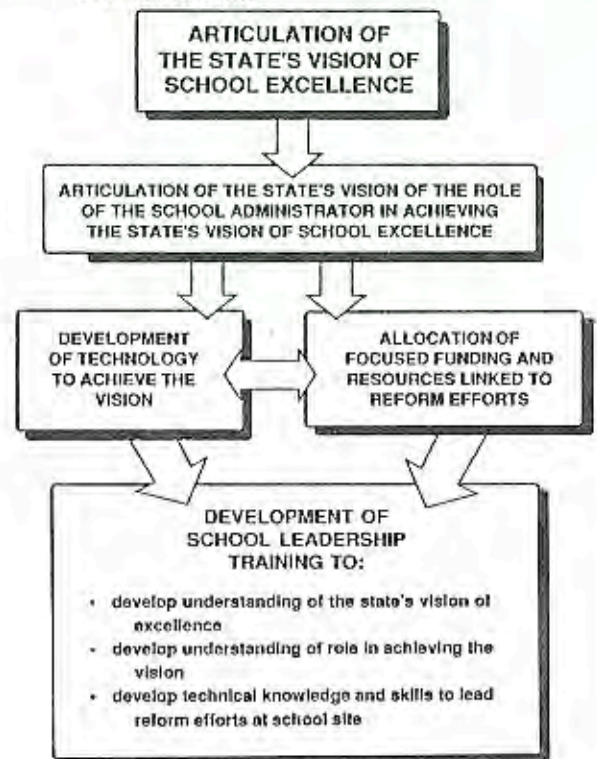 ARTICULATION OF
THE STATE'S VISION OF
SCHOOL EXCELLENCE
ARTICULATION OF THE STATE'S VISION OF THE ROLE
OF THE SCHOOL ADMINISTRATOR IN ACHIEVING
THE STATE'S VISION OF SCHOOL EXCELLENCE
DEVELOPMENT
OF TECHNOLOGY
TO ACHIEVE THE
VISION
ALLOCATION OF
FOCUSED FUNDING AND
RESOURCES LINKED TO
REFORM EFFORTS
DEVELOPMENT OF
SCHOOL LEADERSHIP
TRAINING TO:
• develop understanding of the state's vision of
excellence
• develop understanding of role in achieving the
vision
• develop technical knowledge and skills to lead
reform efforts at school site